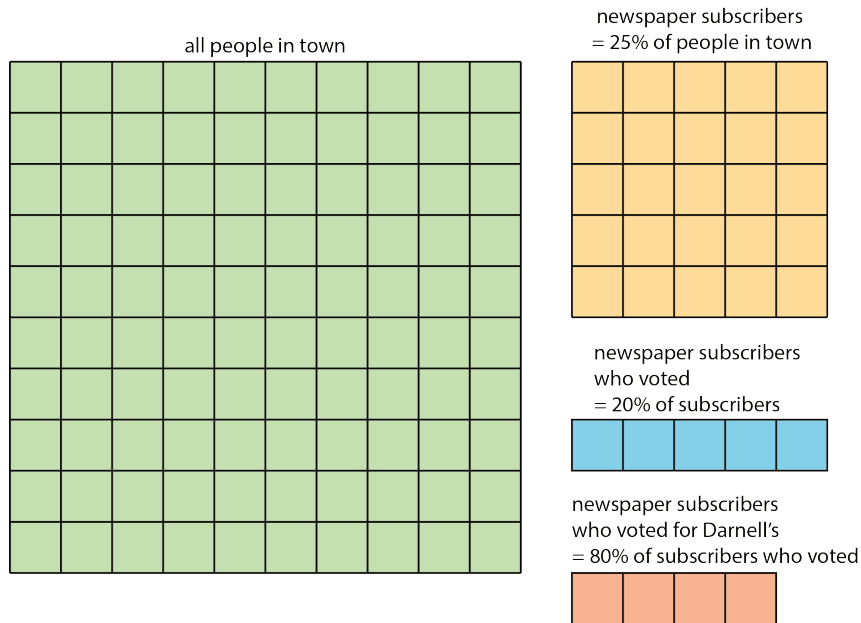 all people in town
newspaper subscribers
= 25% of people in town
newspaper subscribers
who voted
= 20% of subscribers
newspaper subscribers
who voted for Darnell’s
= 80% of subscribers who voted